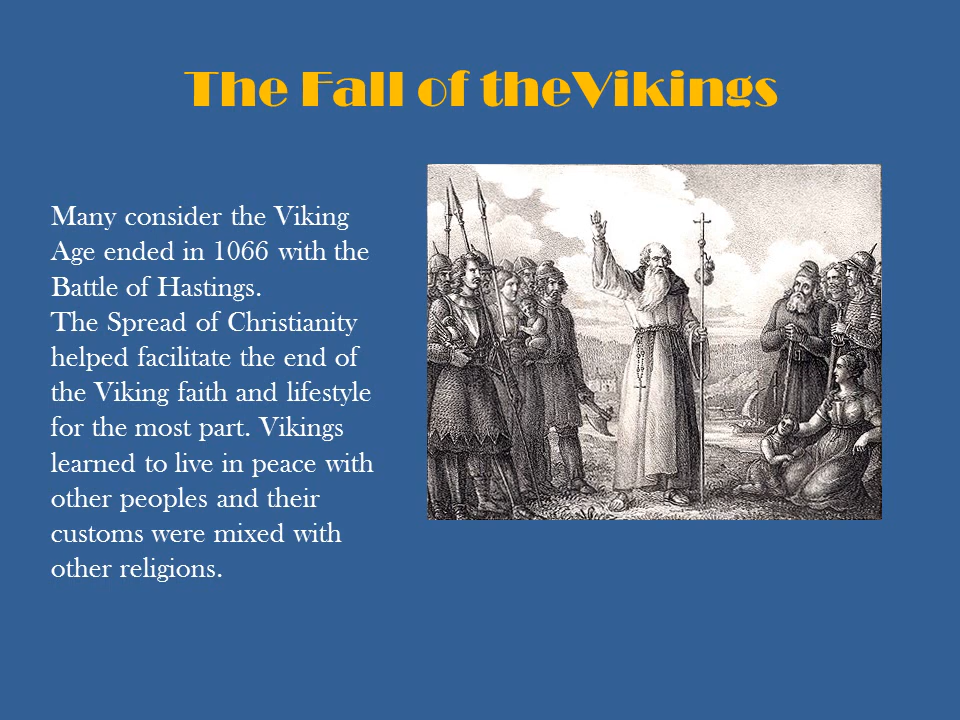 The Fall of theVikings
Many consider the Viking
Age ended in 1066 with the
Battle of Hastings.
The Spread of Christianity
helped facilitate the end of
the Viking faith and lifestyle
for the most part. Vikings
learned to live in peace with
other peoples and their
customs were mixed with
other religions.